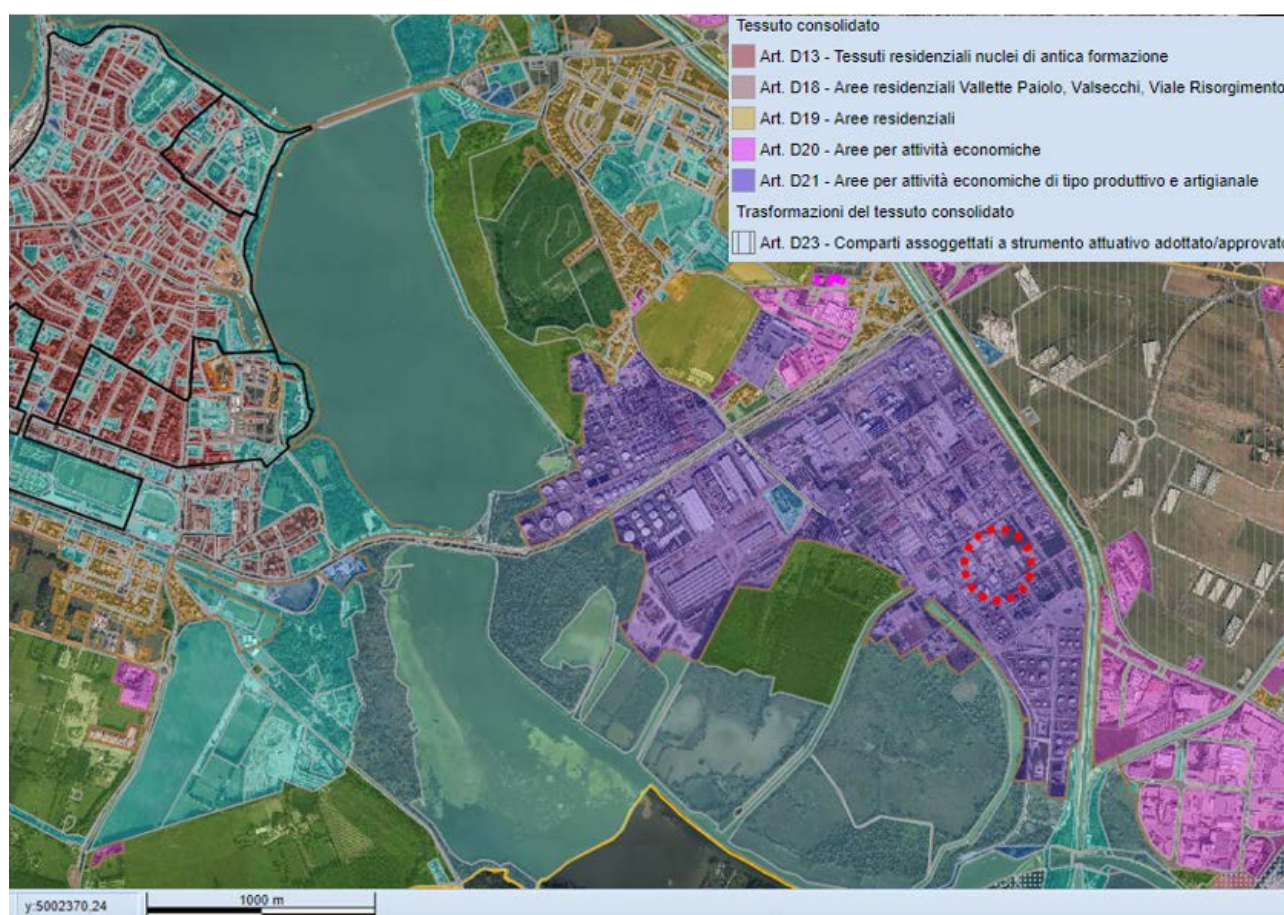 Tessuto consolidato
Art. D13 - Tessuti residenziali nuclei di antica formazione
Art. D18 - Aree residenziali Vallette Paiolo, Valsecchi, Viale Risorgimento
Art. D19 - Aree residenziali
Art. D20 - Aree per attività economiche
Art. D21 - Aree per attività economiche di tipo produttivo e artigianale
Trasformazioni del tessuto consolidato
Art. D23 - Comparti assoggettati a strumento attuativo adottato/approvato
y:5002370,24
1000 m